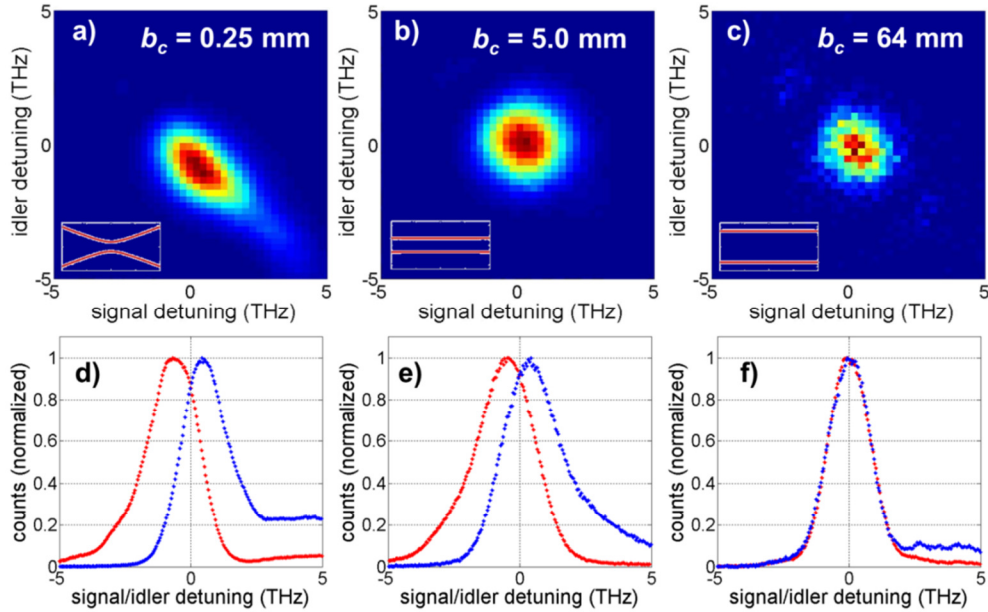 a) b_c = 0.25 mm
b) b_c = 5.0 mm
c) b_c = 64 mm
idler detuning (THz)
5
0
-5
-5 0 5
signal detuning (THz)
idler detuning (THz)
5
0
-5
-5 0 5
signal detuning (THz)
idler detuning (THz)
5
0
-5
-5 0 5
signal detuning (THz)
d)
counts (normalized)
1
0.8
0.6
0.4
0.2
0
-5 0 5
signal/idler detuning (THz)
e)
counts (normalized)
1
0.8
0.6
0.4
0.2
0
-5 0 5
signal/idler detuning (THz)
f)
counts (normalized)
1
0.8
0.6
0.4
0.2
0
-5 0 5
signal/idler detuning (THz)